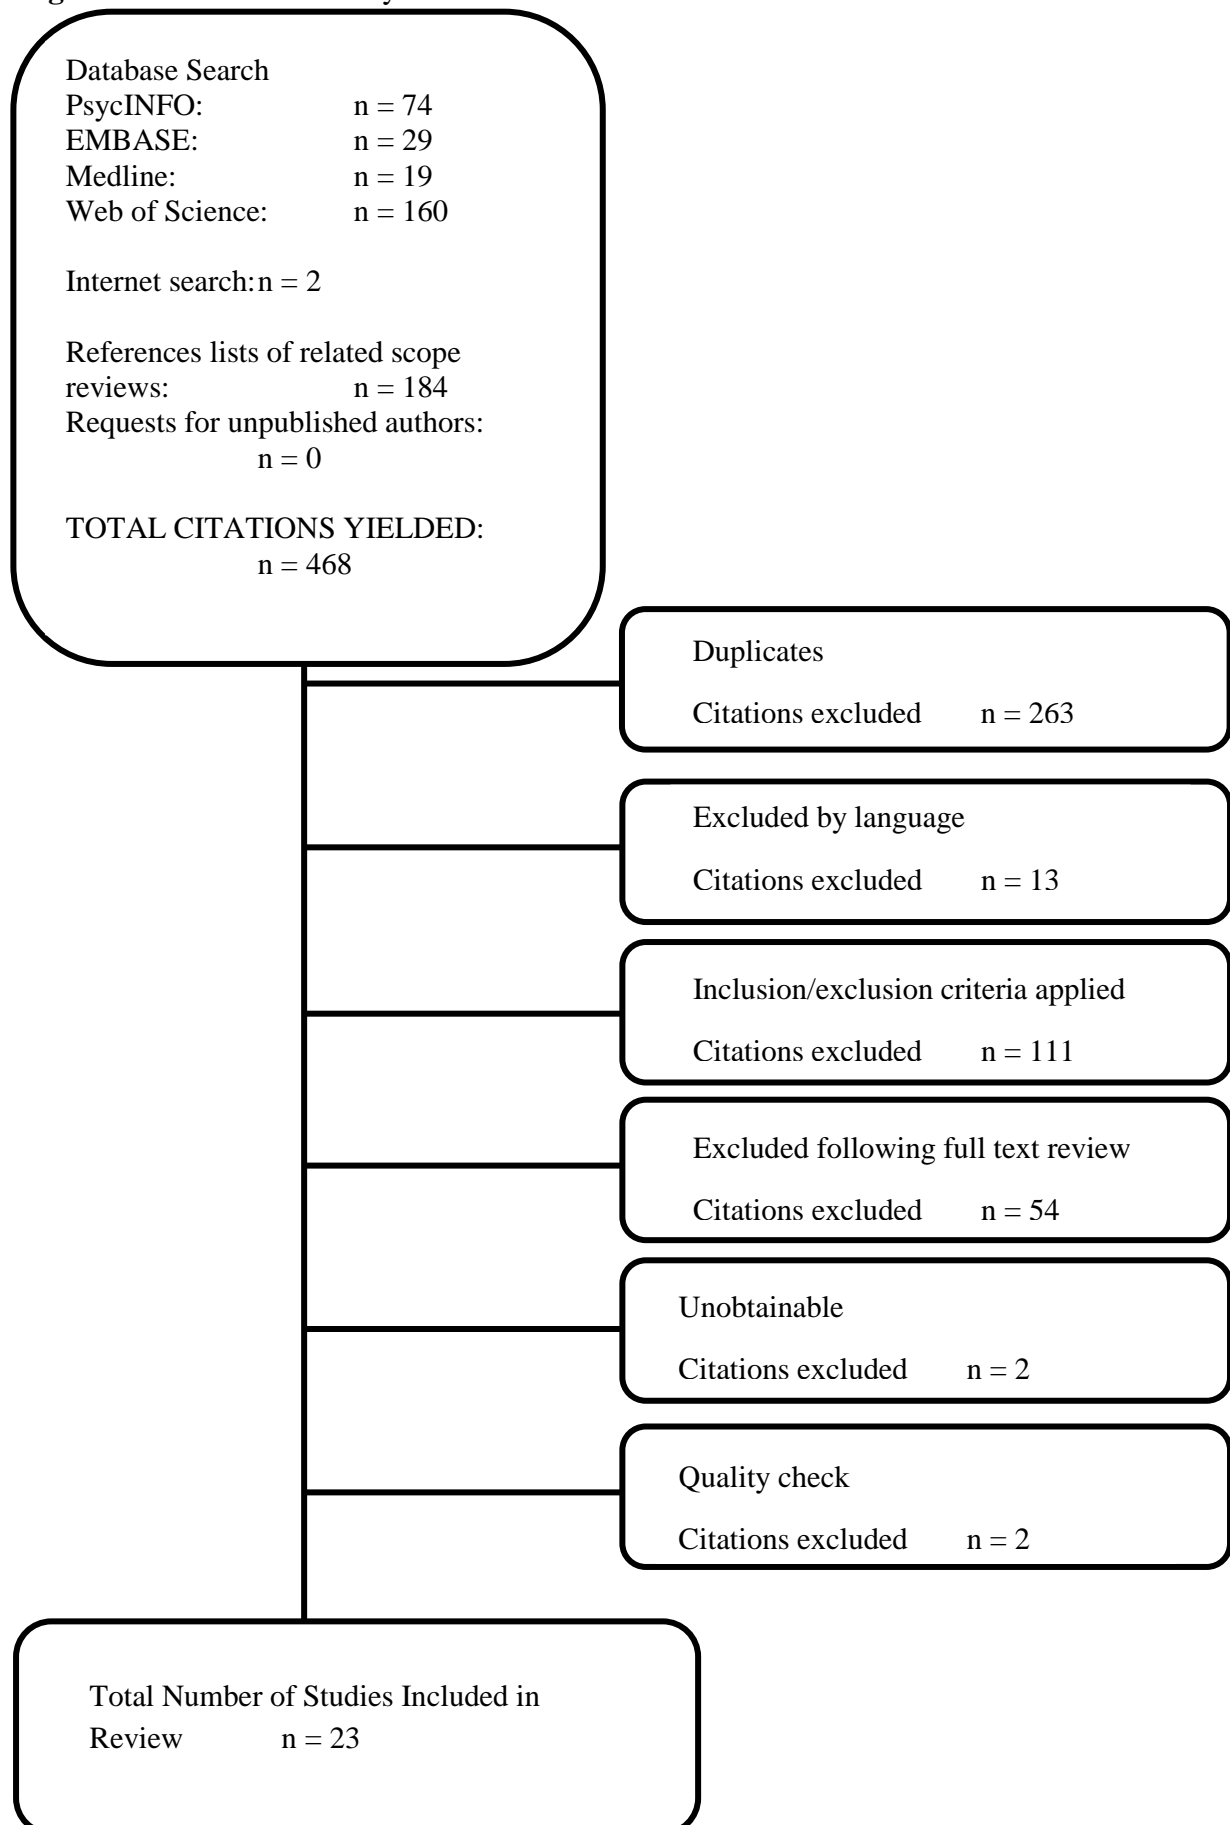 Database Search
PsycINFO: n = 74
EMBASE: n = 29
Medline: n = 19
Web of Science: n = 160
Internet search: n = 2
References lists of related scope
reviews: n = 184
Requests for unpublished authors:
n = 0
TOTAL CITATIONS YIELDED:
n = 468
Duplicates
Citations excluded n = 263
Excluded by language
Citations excluded n = 13
Inclusion/exclusion criteria applied
Citations excluded n = 111
Excluded following full text review
Citations excluded n = 54
Unobtainable
Citations excluded n = 2
Quality check
Citations excluded n = 2
Total Number of Studies Included in
Review n = 23